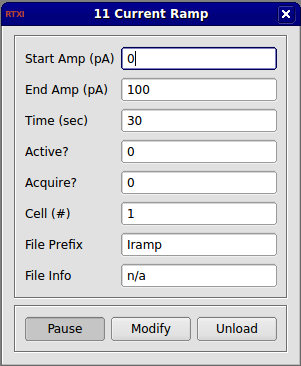 RTXI 11 Current Ramp
Start Amp (pA) 0
End Amp (pA) 100
Time (sec) 30
Active? 0
Acquire? 0
Cell (#) 1
File Prefix Iramp
File Info n/a
Pause Modify Unload